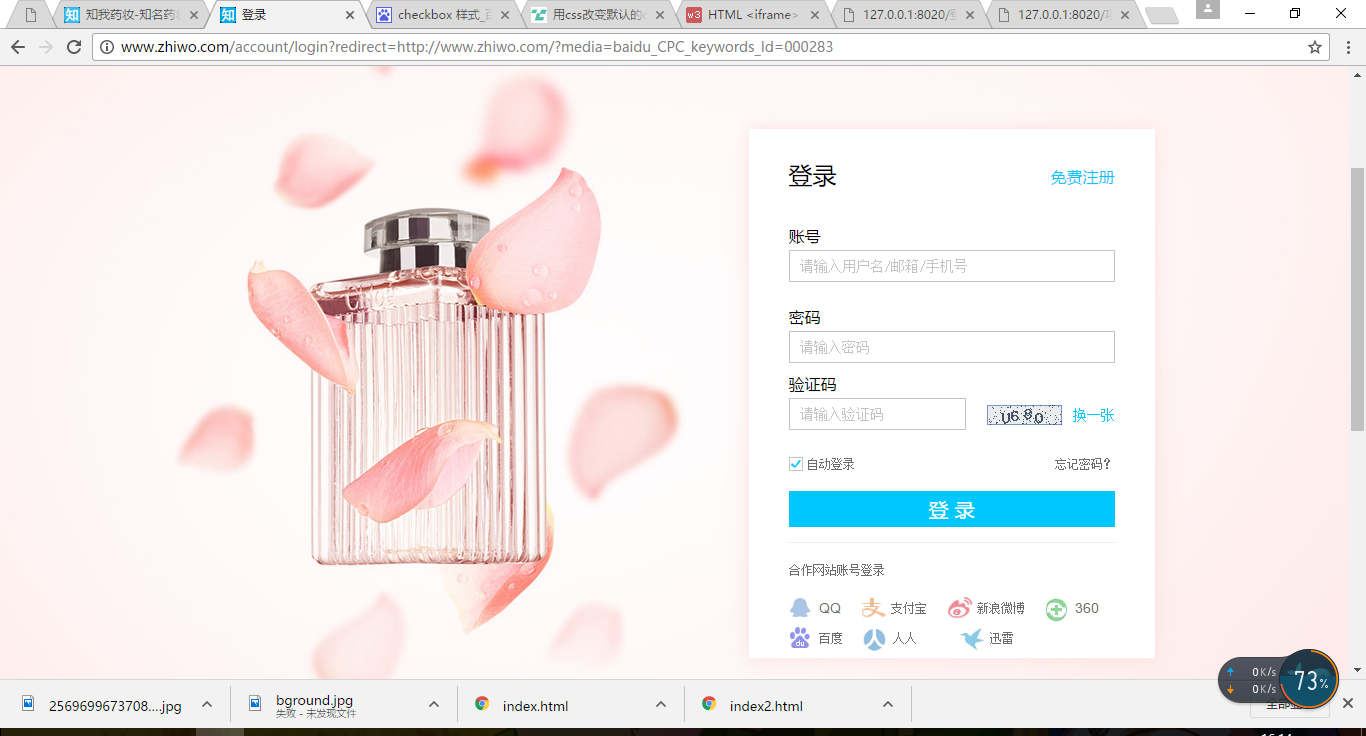 知我药妆-知名药
登录
checkbox 样式_百
用css改变默认的c
HTML <iframe>
127.0.0.1:8020/登
127.0.0.1:8020/项
www.zhiwo.com/account/login?redirect=http://www.zhiwo.com/?media=baidu_CPC_keywords_Id=000283
登录
免费注册
账号
请输入用户名/邮箱/手机号
密码
请输入密码
验证码
请输入验证码
U680
换一张
自动登录
忘记密码?
登 录
合作网站账号登录
QQ 支付宝 新浪微博 360
百度 人人 迅雷
0K/s
0K/s
73%
2569699673708....jpg
bground.jpg
失败 - 未发现文件
index.html
index2.html